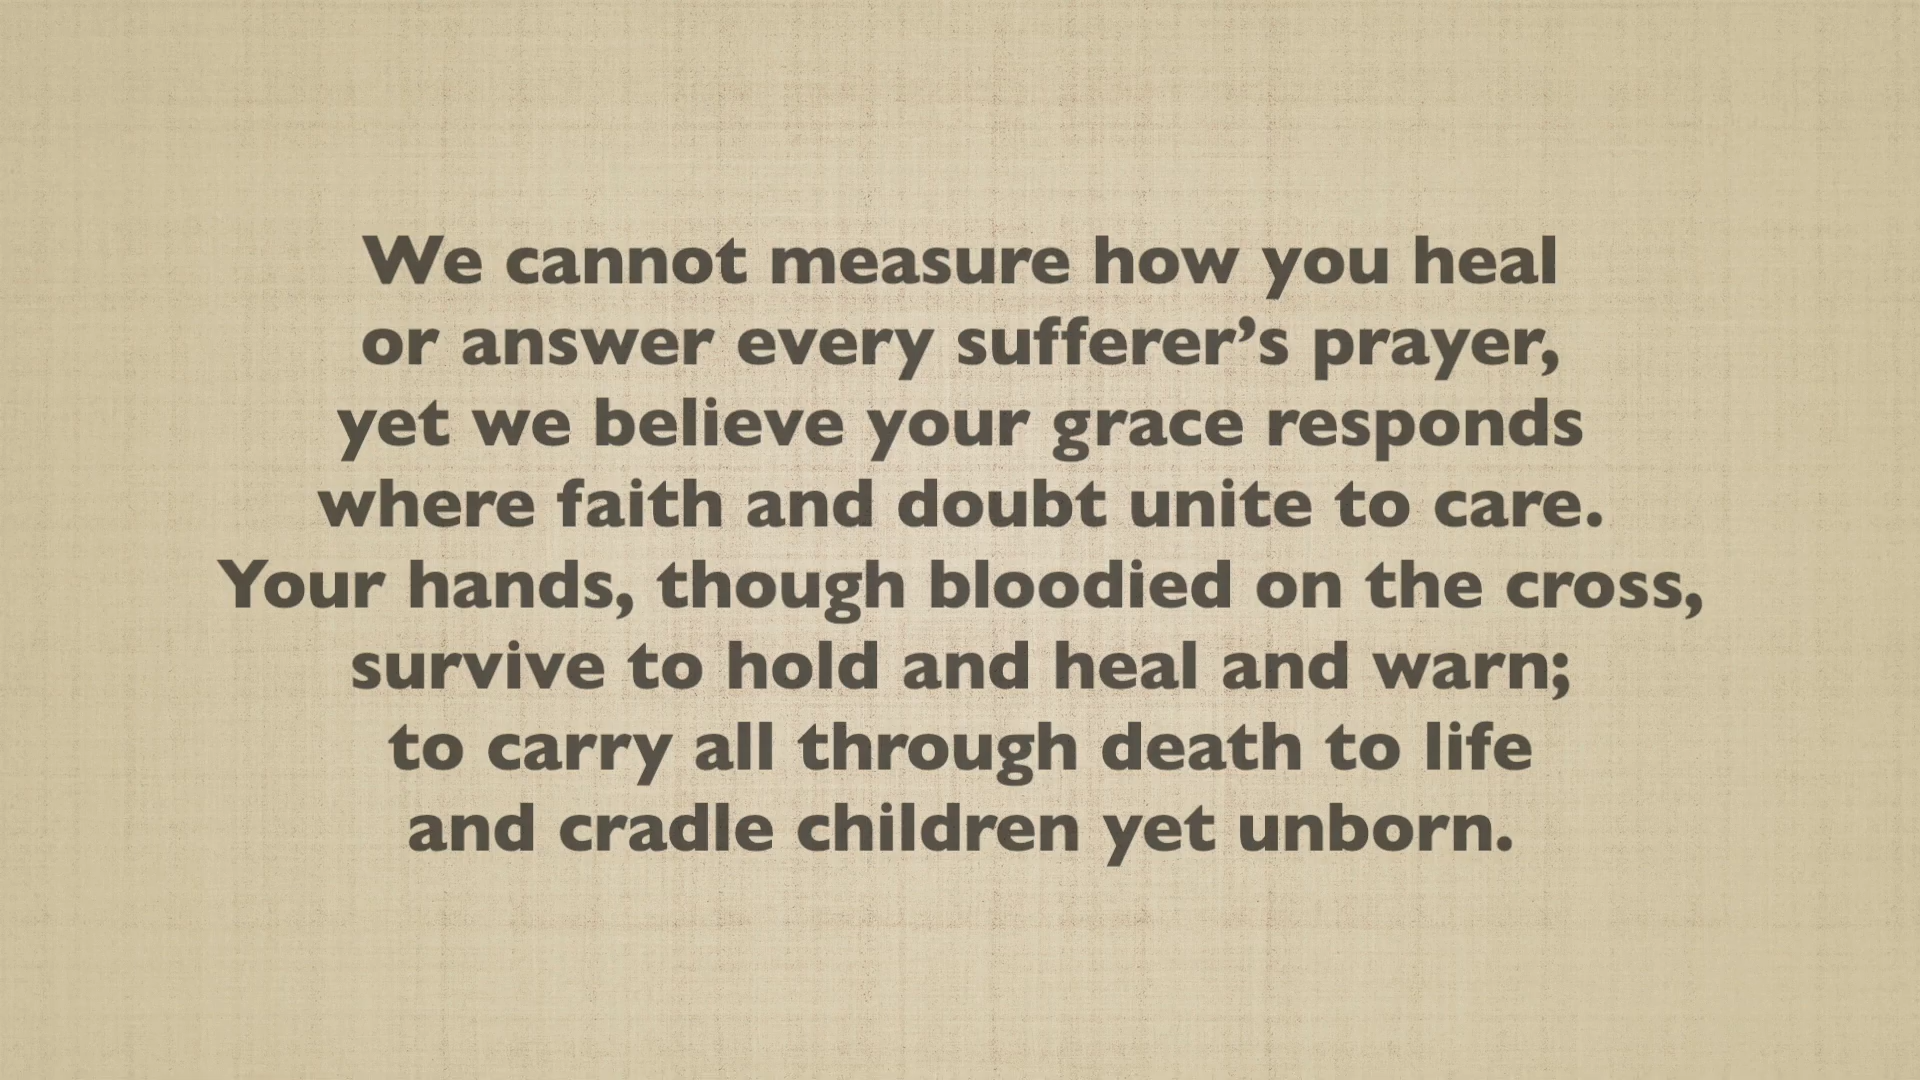 We cannot measure how you heal
or answer every sufferer’s prayer,
yet we believe your grace responds
where faith and doubt unite to care.
Your hands, though bloodied on the cross,
survive to hold and heal and warn;
to carry all through death to life
and cradle children yet unborn.